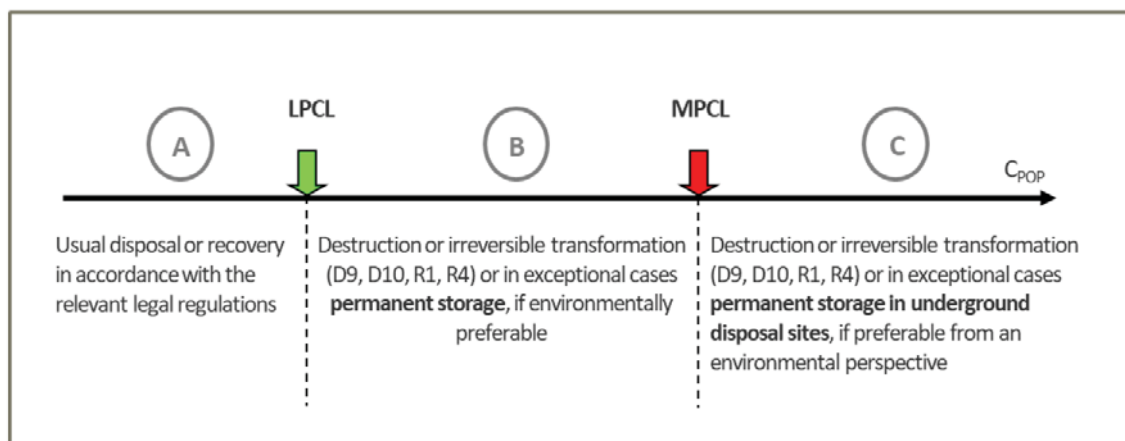 LPCL
MPCL
A
B
C
C_POP
Usual disposal or recovery
in accordance with the
relevant legal regulations
Destruction or irreversible transformation
(D9, D10, R1, R4) or in exceptional cases
permanent storage, if environmentally
preferable
Destruction or irreversible transformation
(D9, D10, R1, R4) or in exceptional cases
permanent storage in underground
disposal sites, if preferable from an
environmental perspective